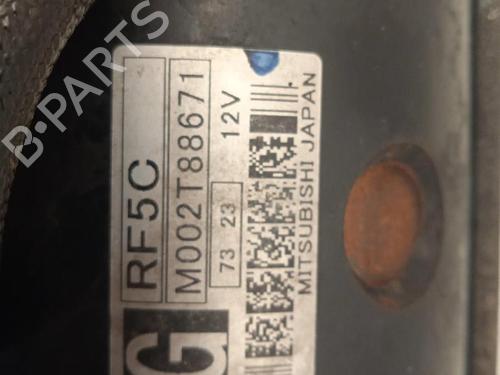 RF5C
M002T88671
73 23 12V
MITSUBISHI JAPAN
G
B-PARTS